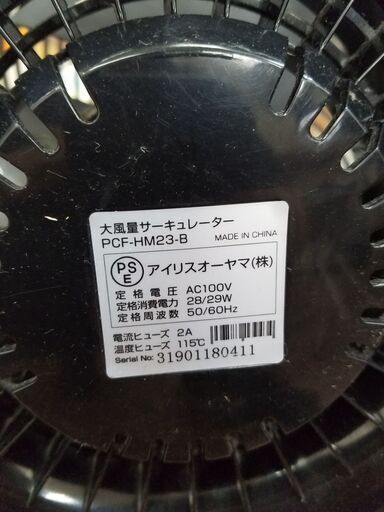 大風量サーキュレーター
PCF-HM23-B MADE IN CHINA
PS
E
アイリスオーヤマ(株)
定格電圧 AC100V
定格消費電力 28/29W
定格周波数 50/60Hz
電流ヒューズ 2A
温度ヒューズ 115℃
Serial No: 31901180411